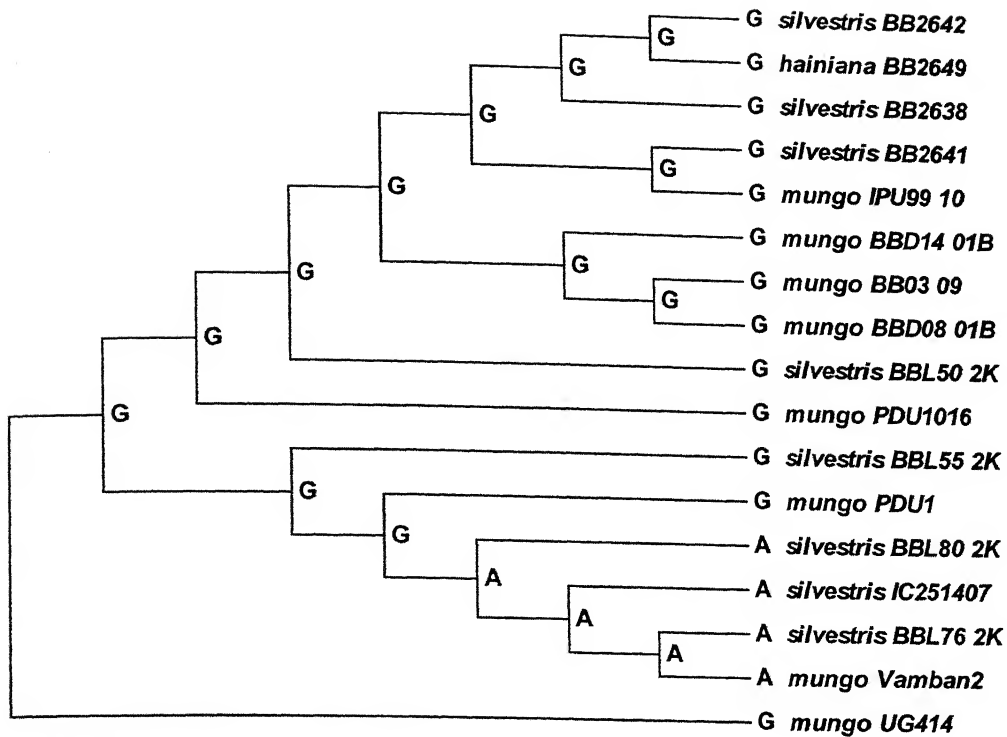 G silvestris BB2642
G
G hainiana BB2649
G
G silvestris BB2638
G
G silvestris BB2641
G
G mungo IPU99 10
G
G mungo BBD14 01B
G
G mungo BB03 09
G
G
G mungo BBD08 01B
G
G silvestris BBL50 2K
G mungo PDU1016
G
G silvestris BBL55 2K
G
G mungo PDU1
G
A silvestris BBL80 2K
A
A silvestris IC251407
A
A silvestris BBL76 2K
A
A mungo Vamban2
G mungo UG414